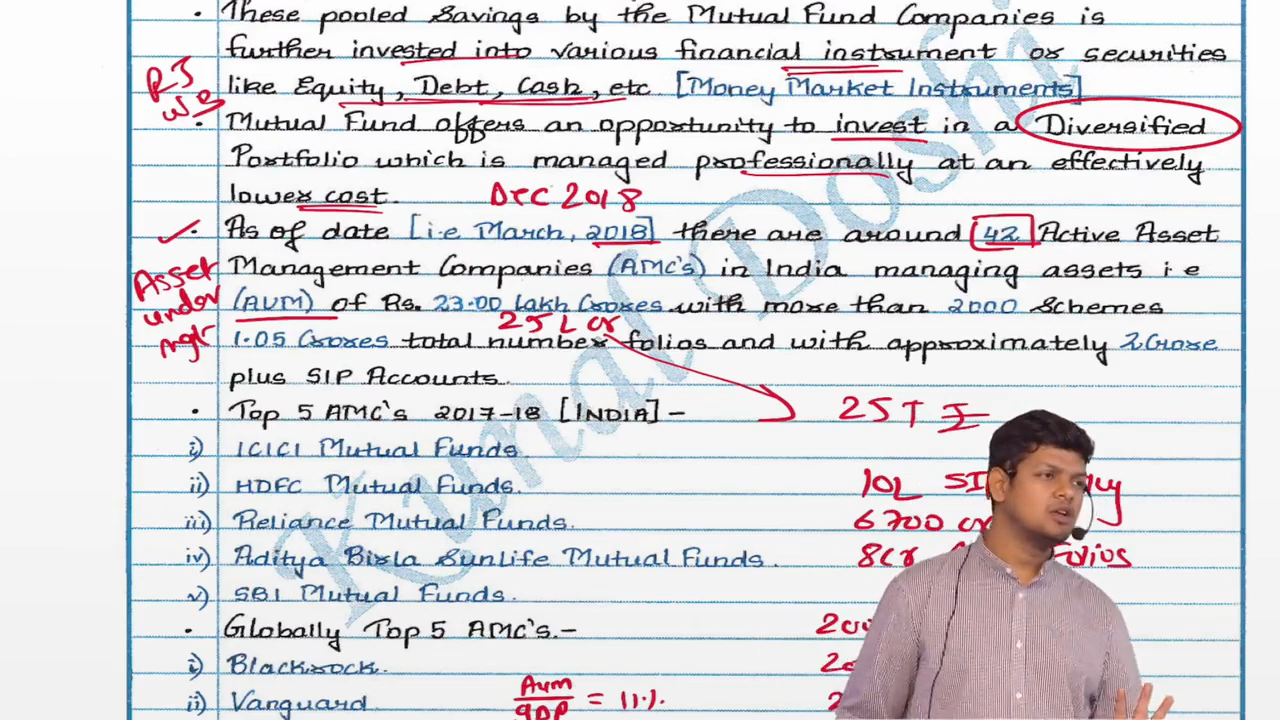 • These pooled Savings by the Mutual Fund Companies is
further invested into various financial instrument or securities
like Equity, Debt, Cash, etc. [Money Market Instruments]
• Mutual Fund offers an opportunity to invest in a Diversified
Portfolio which is managed professionally at an effectively
lower cost. DEC 2018
• As of date [i.e March, 2018] there are around 42 Active Asset
Management Companies (AMC's) in India managing assets i e
(AUM) of Rs. 23.00 Lakh Crores with more than 2000 Schemes
Asset under Mgt
25 L Cr
1.05 Crores total number folios and with approximately 2 Crore
plus SIP Accounts.
• Top 5 AMC's 2017-18 [INDIA] - 25 T
i) ICICI Mutual Funds.
ii) HDFC Mutual Funds. 10L
iii) Reliance Mutual Funds. 6700 cr
iv) Aditya Birla Sunlife Mutual Funds. 8Cr Folios
v) SBI Mutual Funds.
• Globally Top 5 AMC's.-
i) Blackrock.
ii) Vanguard
Aum
GDP = 11%.
Kunal Doshi